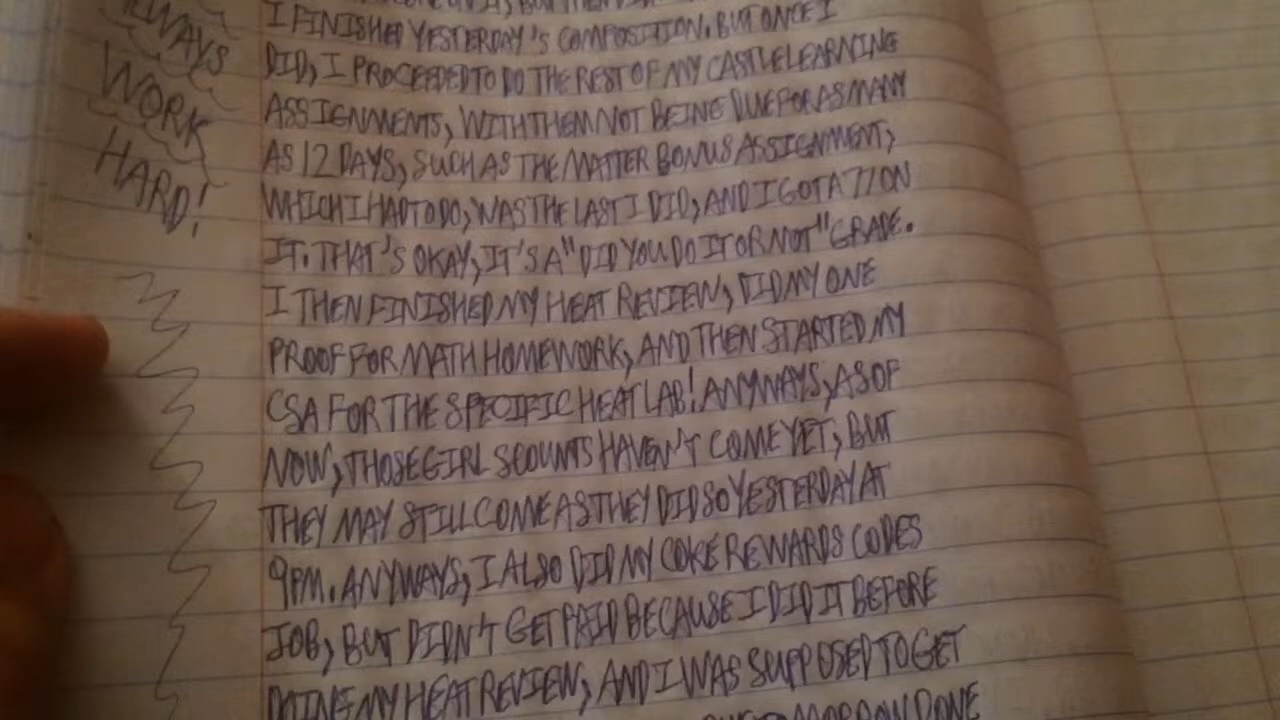 ALWAYS
WORK
HARD!
I FINISHED YESTERDAY'S COMPOSITION. BUT ONCE I
DID, I PROCEEDED TO DO THE REST OF MY CASTLELEARNING
ASSIGNMENTS, WITH THEM NOT BEING DUE FOR AS MANY
AS 12 DAYS, SUCH AS THE MATTER BONUS ASSIGNMENT,
WHICH I HAD TO DO, WAS THE LAST I DID, AND I GOT A 77 ON
IT. THAT'S OKAY, IT'S A "DID YOU DO IT OR NOT" GRADE.
I THEN FINISHED MY HEAT REVIEW, DID MY ONE
PROOF FOR MATH HOMEWORK, AND THEN STARTED MY
CSA FOR THE SPECIFIC HEAT LAB! ANYWAYS, AS OF
NOW, THOSE GIRL SCOUNTS HAVEN'T COME YET, BUT
THEY MAY STILL COME AS THEY DID SO YESTERDAY AT
9PM. ANYWAYS, I ALSO DID MY COKE REWARDS CODES
JOB, BUT DIDN'T GET PAID BECAUSE I DID IT BEFORE
DOING MY HEAT REVIEW, AND I WAS SUPPOSED TO GET
TOMORROW DONE